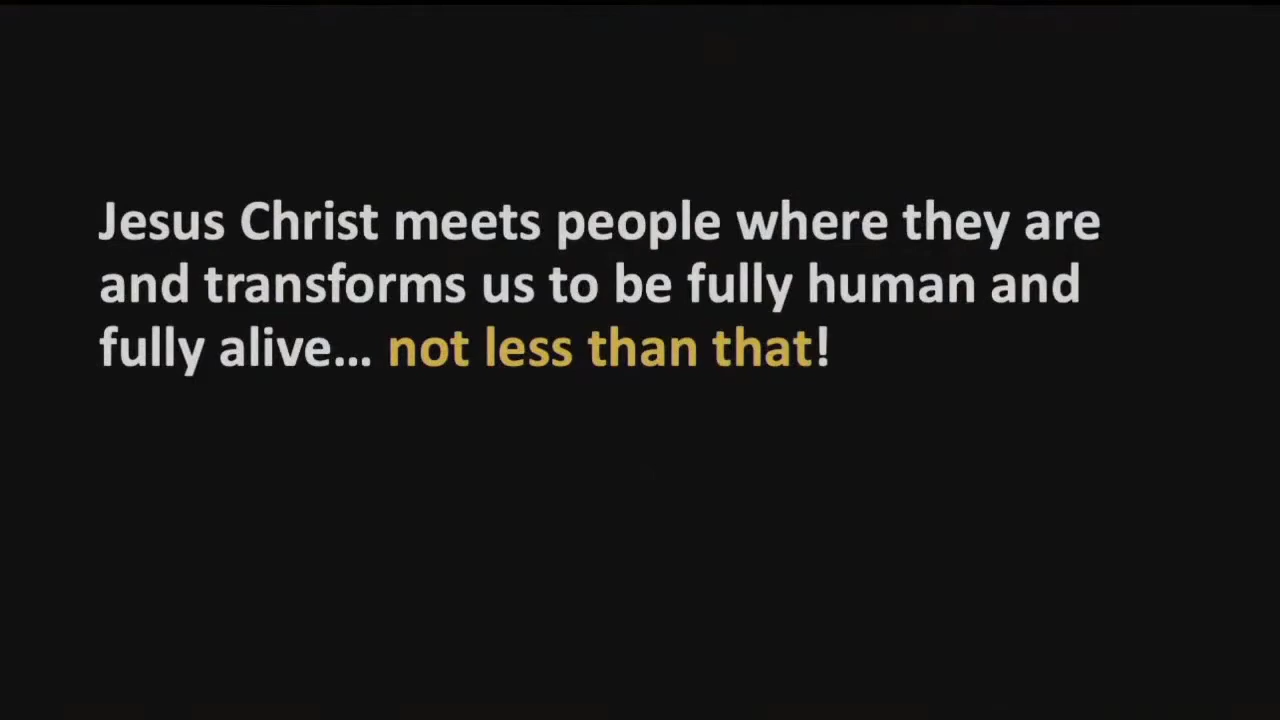 Jesus Christ meets people where they are
and transforms us to be fully human and
fully alive... not less than that!